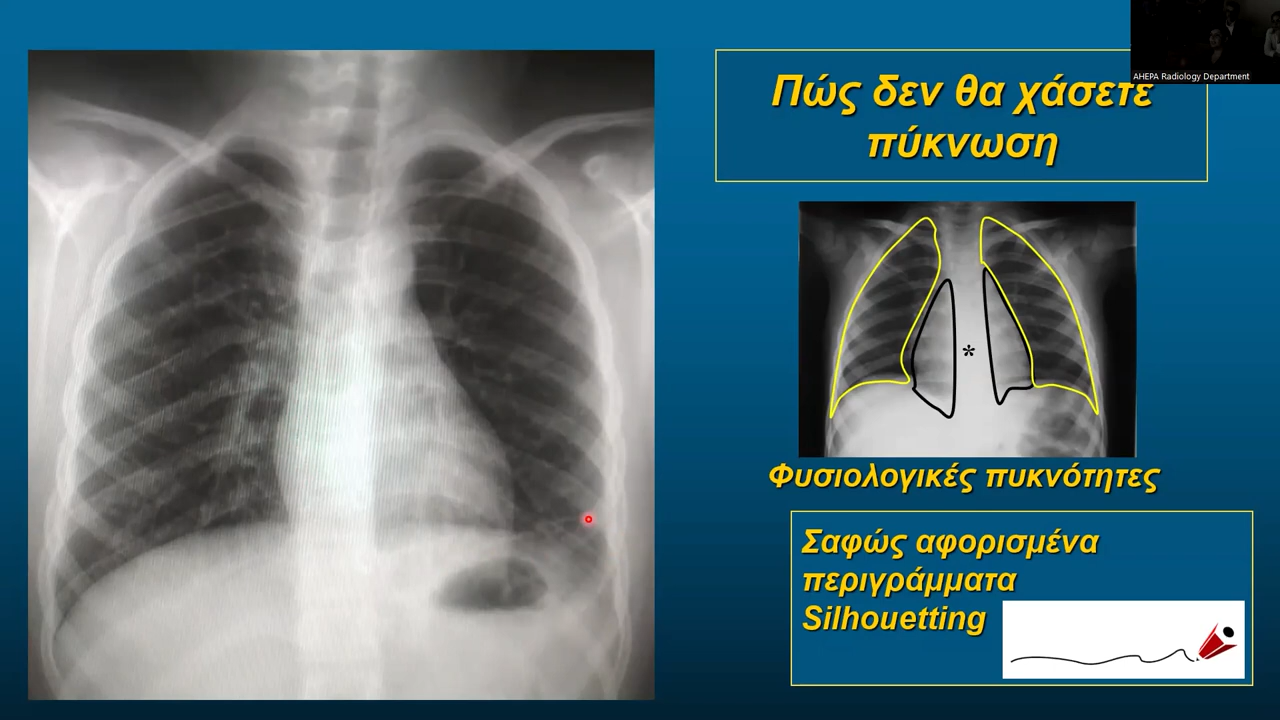 AHEPA Radiology Department
Πώς δεν θα χάσετε
πύκνωση
*
Φυσιολογικές πυκνότητες
Σαφώς αφορισμένα
περιγράμματα
Silhouetting